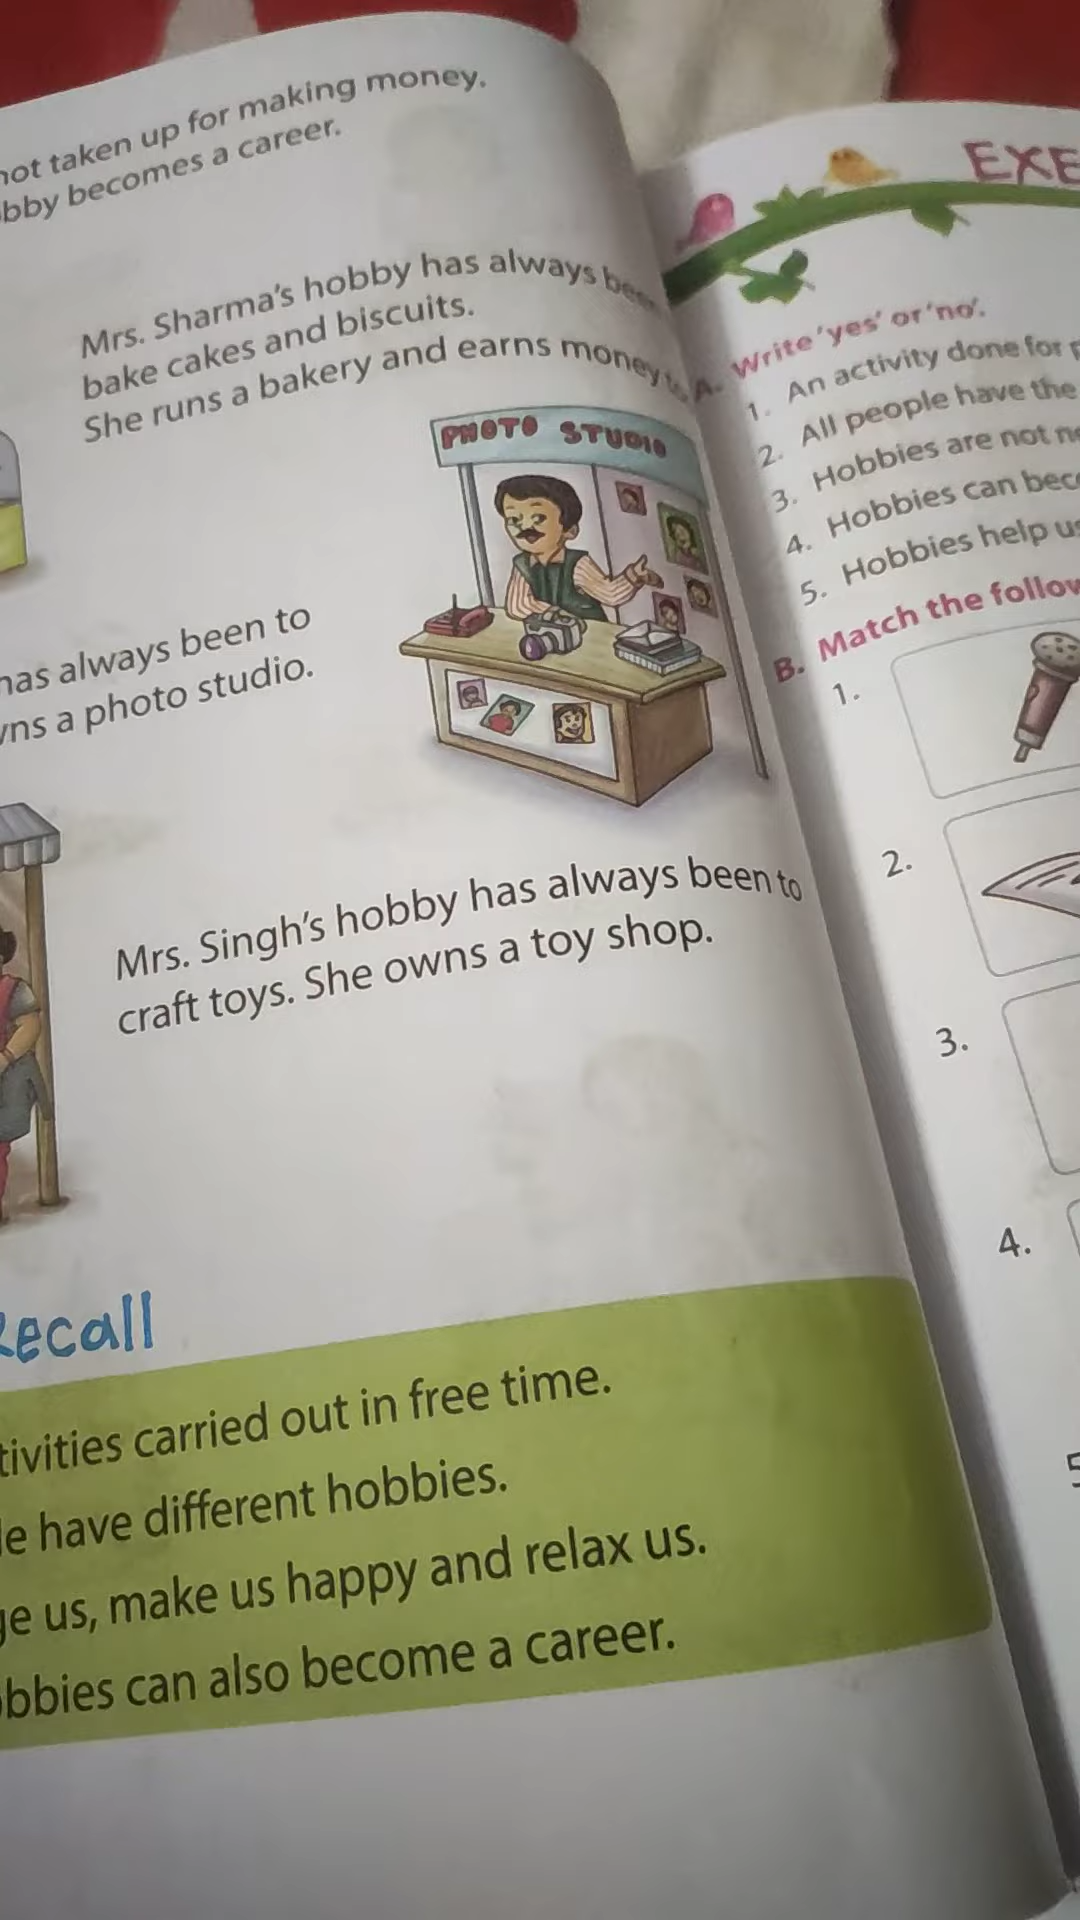 not taken up for making money.
bby becomes a career.
Mrs. Sharma's hobby has always been
bake cakes and biscuits.
She runs a bakery and earns money
PHOTO STUDIO
has always been to
wns a photo studio.
Mrs. Singh's hobby has always been to
craft toys. She owns a toy shop.
Recall
tivities carried out in free time.
le have different hobbies.
ge us, make us happy and relax us.
obbies can also become a career.
EXE
A. Write 'yes' or 'no'.
1. An activity done for
2. All people have the
3. Hobbies are not
4. Hobbies can
5. Hobbies help
B. Match the follow
1.
2.
3.
4.
5